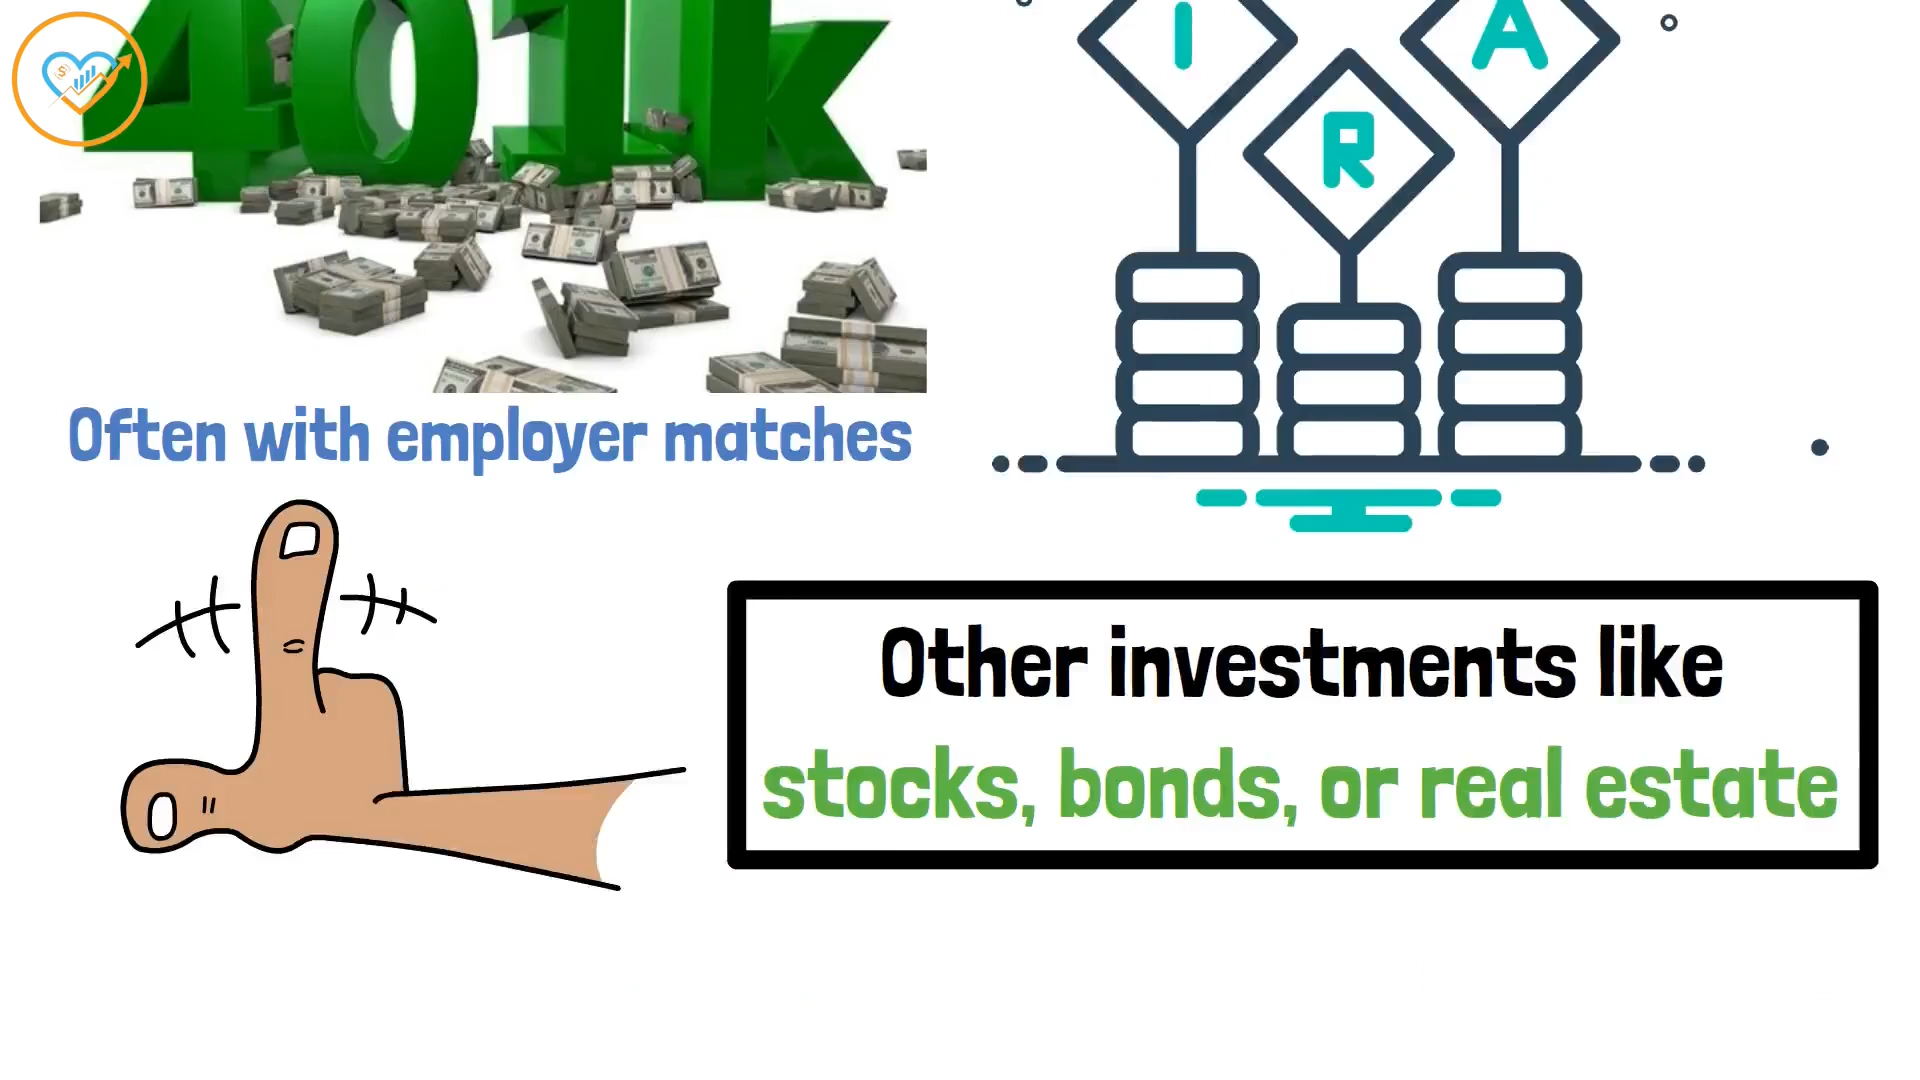 401k
I R A
Often with employer matches
Other investments like
stocks, bonds, or real estate